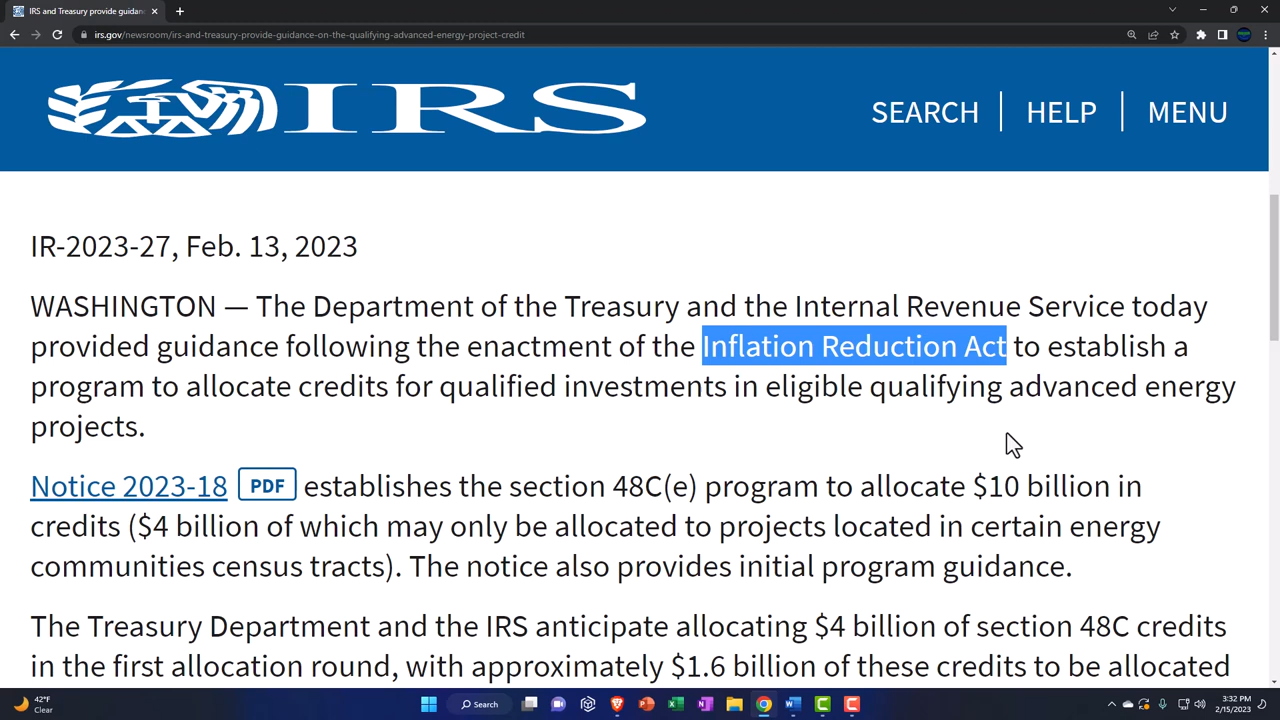 IRS and Treasury provide guidanc
irs.gov/newsroom/irs-and-treasury-provide-guidance-on-the-qualifying-advanced-energy-project-credit
IRS
SEARCH HELP MENU
IR-2023-27, Feb. 13, 2023
WASHINGTON — The Department of the Treasury and the Internal Revenue Service today
provided guidance following the enactment of the Inflation Reduction Act to establish a
program to allocate credits for qualified investments in eligible qualifying advanced energy
projects.
Notice 2023-18 PDF establishes the section 48C(e) program to allocate $10 billion in
credits ($4 billion of which may only be allocated to projects located in certain energy
communities census tracts). The notice also provides initial program guidance.
The Treasury Department and the IRS anticipate allocating $4 billion of section 48C credits
in the first allocation round, with approximately $1.6 billion of these credits to be allocated
42°F
Clear
Search
3:32 PM
2/15/2023